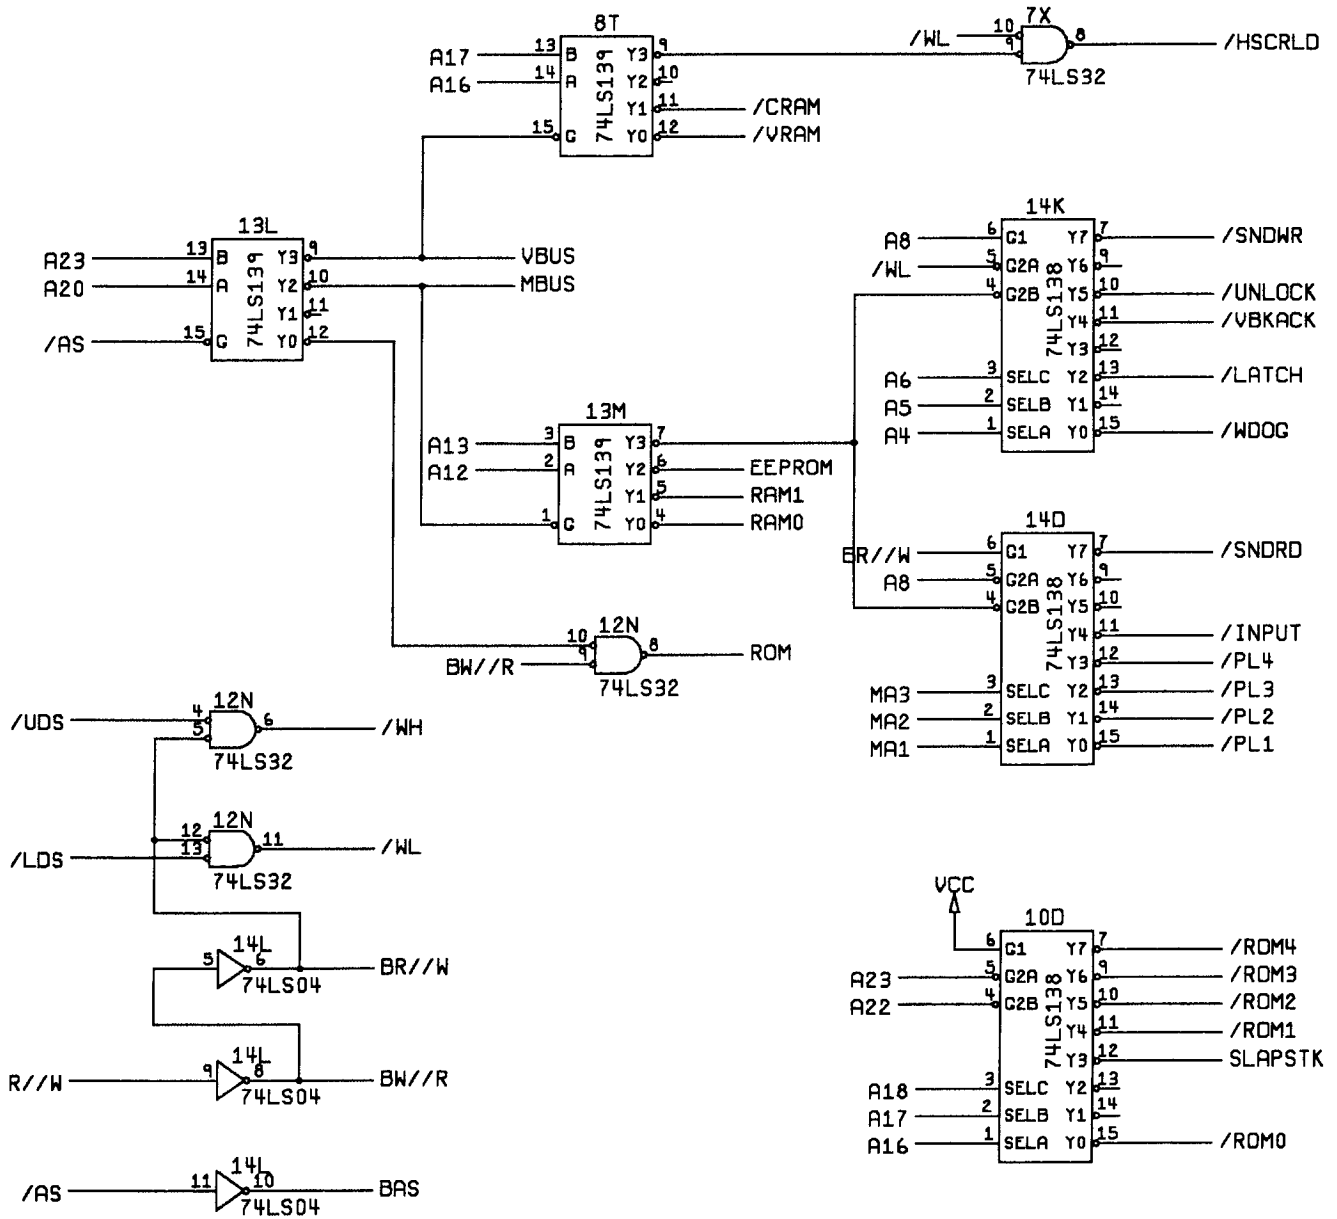 8T
A17 13 B Y3 9
A16 14 A Y2 10
Y1 11 /CRAM
15 G Y0 12 /VRAM
74LS139
7X
/WL 10
9
8 /HSCRLD
74LS32
13L
A23 13 B Y3 9 VBUS
A20 14 A Y2 10 MBUS
Y1 11
/AS 15 G Y0 12
74LS139
14K
A8 6 G1 Y7 7 /SNDWR
/WL 5 G2A Y6 9
4 G2B Y5 10 /UNLOCK
Y4 11 /VBKACK
Y3 12
A6 3 SELC Y2 13 /LATCH
A5 2 SELB Y1 14
A4 1 SELA Y0 15 /WDOG
74LS138
13M
A13 3 B Y3 7
A12 2 A Y2 6 EEPROM
Y1 5 RAM1
1 G Y0 4 RAM0
74LS139
14D
BR//W 6 G1 Y7 7 /SNDRD
A8 5 G2A Y6 9
4 G2B Y5 10
Y4 11 /INPUT
Y3 12 /PL4
MA3 3 SELC Y2 13 /PL3
MA2 2 SELB Y1 14 /PL2
MA1 1 SELA Y0 15 /PL1
74LS138
12N
10
BW//R 9
8 ROM
74LS32
12N
/UDS 4
5
6 /WH
74LS32
12N
12
/LDS 13
11 /WL
74LS32
14L
5 6 BR//W
74LS04
14L
R//W 9 8 BW//R
74LS04
14L
/AS 11 10 BAS
74LS04
VCC
10D
6 G1 Y7 7 /ROM4
A23 5 G2A Y6 9 /ROM3
A22 4 G2B Y5 10 /ROM2
Y4 11 /ROM1
Y3 12 SLAPSTK
A18 3 SELC Y2 13
A17 2 SELB Y1 14
A16 1 SELA Y0 15 /ROM0
74LS138